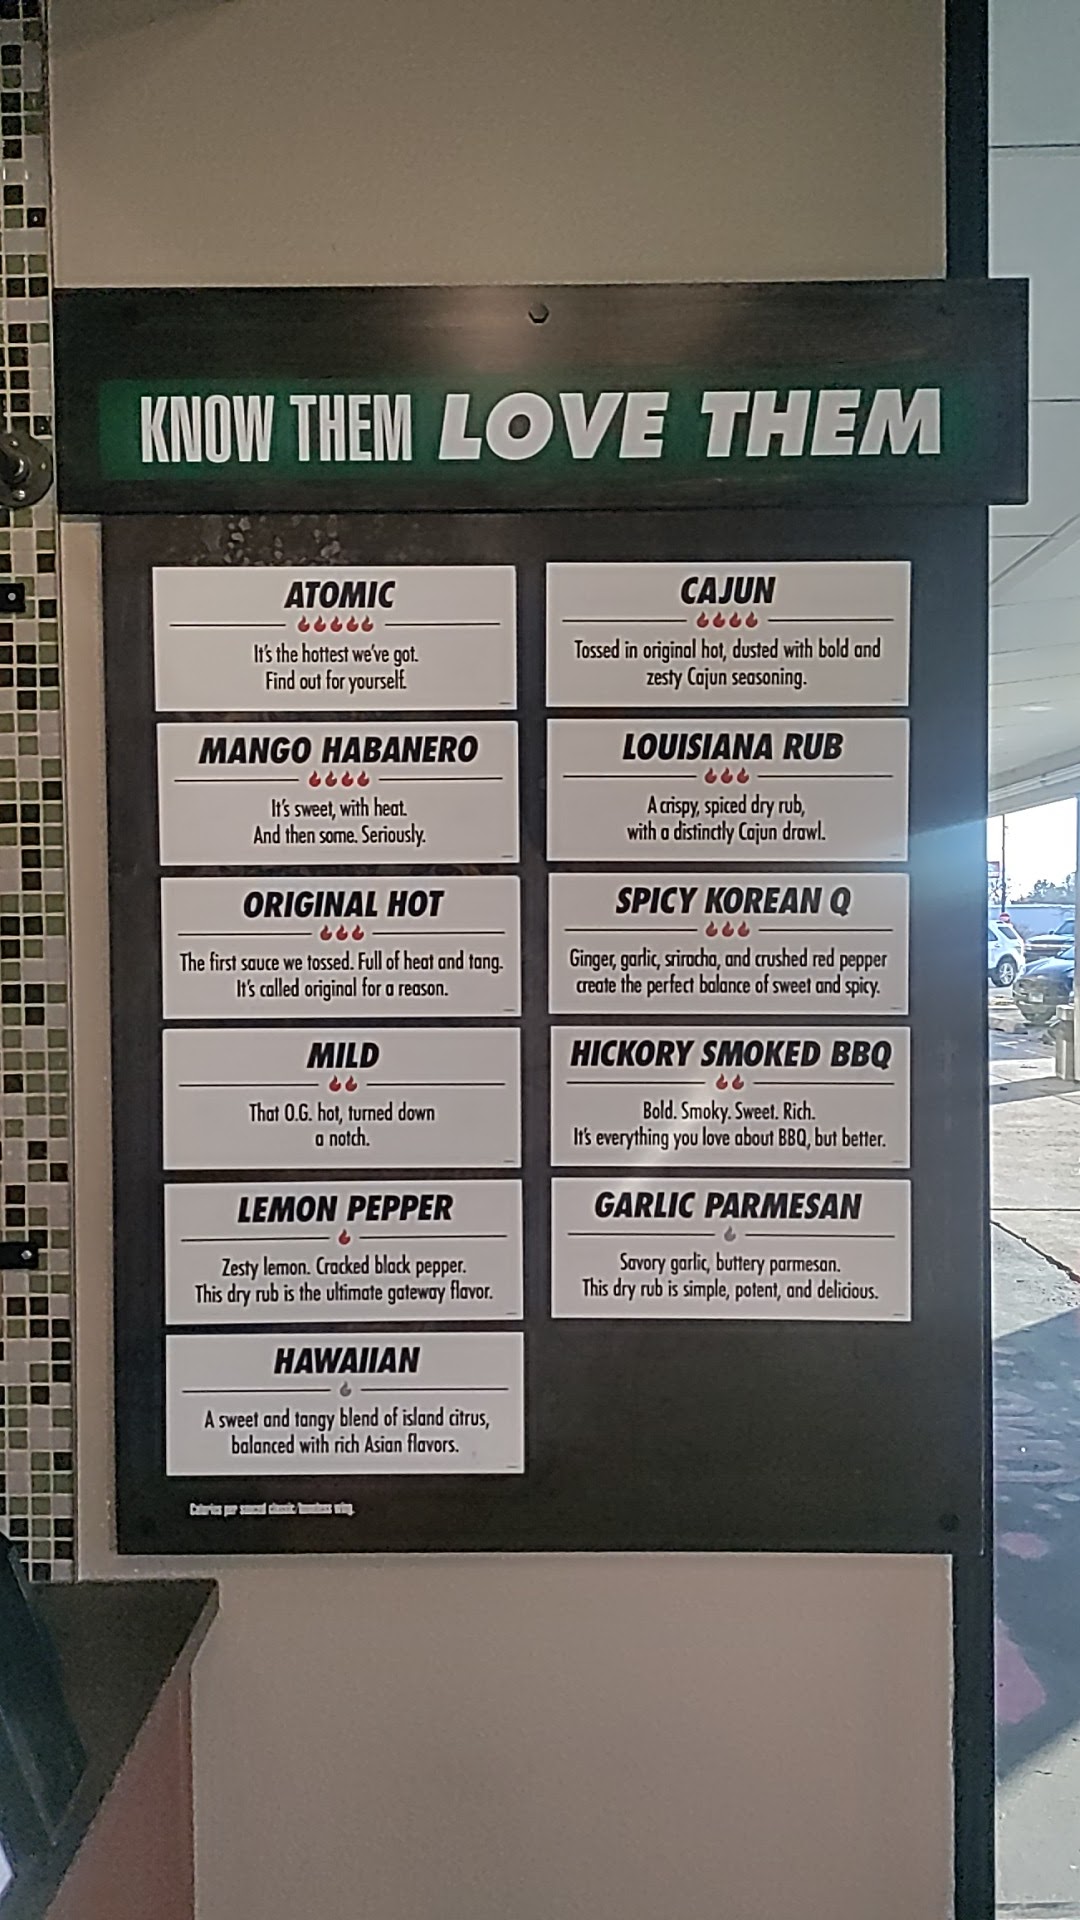 KNOW THEM LOVE THEM
ATOMIC
It's the hottest we've got.
Find out for yourself.
CAJUN
Tossed in original hot, dusted with bold and
zesty Cajun seasoning.
MANGO HABANERO
It's sweet, with heat.
And then some. Seriously.
LOUISIANA RUB
A crispy, spiced dry rub,
with a distinctly Cajun drawl.
ORIGINAL HOT
The first sauce we tossed. Full of heat and tang.
It's called original for a reason.
SPICY KOREAN Q
Ginger, garlic, sriracha, and crushed red pepper
create the perfect balance of sweet and spicy.
MILD
That O.G. hot, turned down
a notch.
HICKORY SMOKED BBQ
Bold. Smoky. Sweet. Rich.
It's everything you love about BBQ, but better.
LEMON PEPPER
Zesty lemon. Cracked black pepper.
This dry rub is the ultimate gateway flavor.
GARLIC PARMESAN
Savory garlic, buttery parmesan.
This dry rub is simple, potent, and delicious.
HAWAIIAN
A sweet and tangy blend of island citrus,
balanced with rich Asian flavors.
Calories per sauced classic boneless wing.